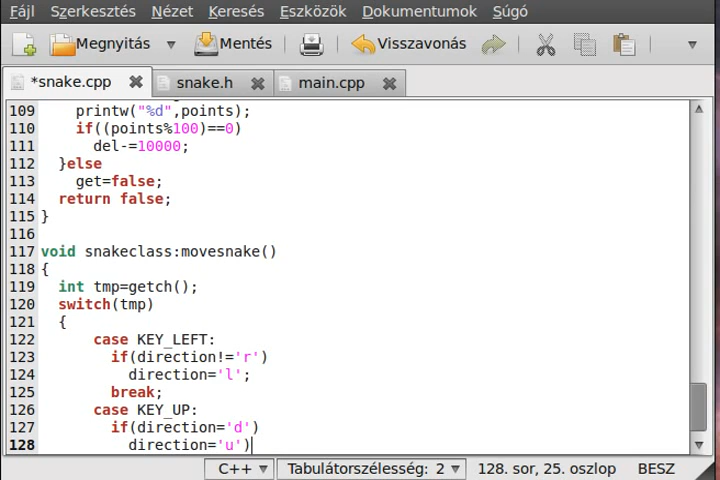 Fájl Szerkesztés Nézet Keresés Eszközök Dokumentumok Súgó
Megnyitás Mentés Visszavonás
*snake.cpp snake.h main.cpp
109 printw("%d",points);
110 if((points%100)==0)
111 del-=10000;
112 }else
113 get=false;
114 return false;
115 }
116
117 void snakeclass:movesnake()
118 {
119 int tmp=getch();
120 switch(tmp)
121 {
122 case KEY_LEFT:
123 if(direction!='r')
124 direction='l';
125 break;
126 case KEY_UP:
127 if(direction='d')
128 direction='u')
C++ Tabulátorszélesség: 2 128. sor, 25. oszlop BESZ